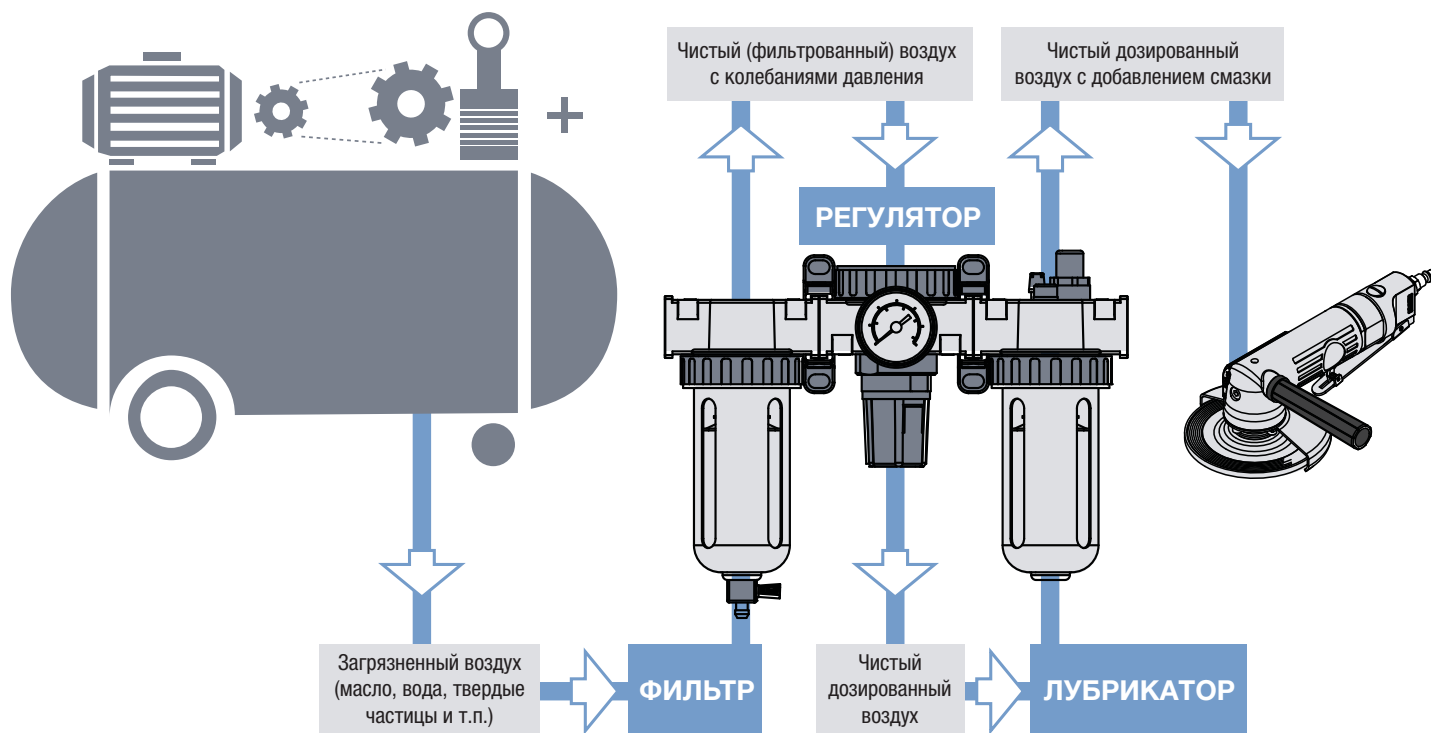 Чистый (фильтрованный) воздух
с колебаниями давления
Чистый дозированный
воздух с добавлением смазки
РЕГУЛЯТОР
Загрязненный воздух
(масло, вода, твердые
частицы и т.п.)
ФИЛЬТР
Чистый
дозированный
воздух
ЛУБРИКАТОР